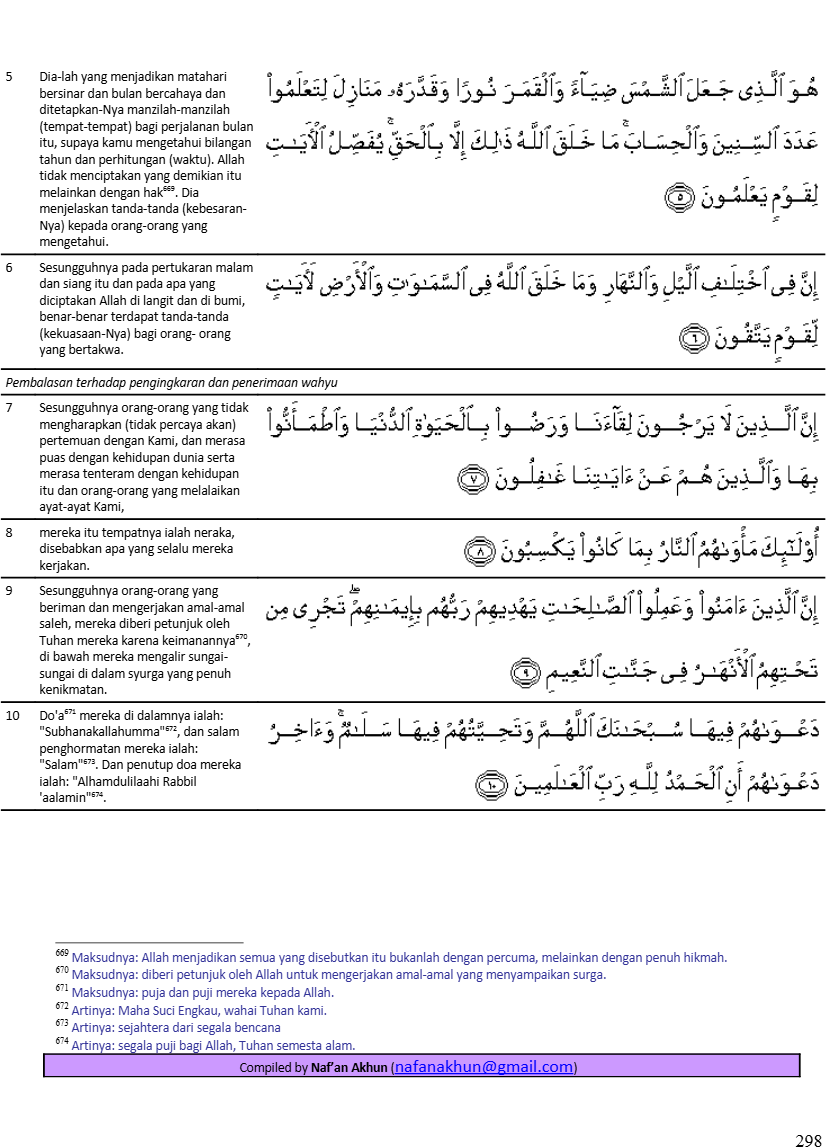 5
Dia-lah yang menjadikan matahari
bersinar dan bulan bercahaya dan
ditetapkan-Nya manzilah-manzilah
(tempat-tempat) bagi perjalanan bulan
itu, supaya kamu mengetahui bilangan
tahun dan perhitungan (waktu). Allah
tidak menciptakan yang demikian itu
melainkan dengan hak⁶⁶⁹. Dia
menjelaskan tanda-tanda (kebesaran-
Nya) kepada orang-orang yang
mengetahui.
هُوَ ٱلَّذِى جَعَلَ ٱلشَّمْسَ ضِيَآءً وَٱلْقَمَرَ نُورًا وَقَدَّرَهُۥ مَنَازِلَ لِتَعْلَمُوا۟
عَدَدَ ٱلسِّنِينَ وَٱلْحِسَابَ ۚ مَا خَلَقَ ٱللَّهُ ذَٰلِكَ إِلَّا بِٱلْحَقِّ ۚ يُفَصِّلُ ٱلْأَيَـٰتِ
لِقَوْمٍ يَعْلَمُونَ ۝٥
6
Sesungguhnya pada pertukaran malam
dan siang itu dan pada apa yang
diciptakan Allah di langit dan di bumi,
benar-benar terdapat tanda-tanda
(kekuasaan-Nya) bagi orang- orang
yang bertakwa.
إِنَّ فِى ٱخْتِلَـٰفِ ٱلَّيْلِ وَٱلنَّهَارِ وَمَا خَلَقَ ٱللَّهُ فِى ٱلسَّمَـٰوَٰتِ وَٱلْأَرْضِ لَأَيَـٰتٍ
لِّقَوْمٍ يَتَّقُونَ ۝٦
Pembalasan terhadap pengingkaran dan penerimaan wahyu
7
Sesungguhnya orang-orang yang tidak
mengharapkan (tidak percaya akan)
pertemuan dengan Kami, dan merasa
puas dengan kehidupan dunia serta
merasa tenteram dengan kehidupan
itu dan orang-orang yang melalaikan
ayat-ayat Kami,
إِنَّ ٱلَّذِينَ لَا يَرْجُونَ لِقَآءَنَا وَرَضُوا۟ بِٱلْحَيَوٰةِ ٱلدُّنْيَا وَٱطْمَأَنُّوا۟
بِهَا وَٱلَّذِينَ هُمْ عَنْ ءَايَـٰتِنَا غَـٰفِلُونَ ۝٧
8
mereka itu tempatnya ialah neraka,
disebabkan apa yang selalu mereka
kerjakan.
أُو۟لَـٰٓئِكَ مَأْوَىٰهُمُ ٱلنَّارُ بِمَا كَانُوا۟ يَكْسِبُونَ ۝٨
9
Sesungguhnya orang-orang yang
beriman dan mengerjakan amal-amal
saleh, mereka diberi petunjuk oleh
Tuhan mereka karena keimanannya⁶⁷⁰,
di bawah mereka mengalir sungai-
sungai di dalam syurga yang penuh
kenikmatan.
إِنَّ ٱلَّذِينَ ءَامَنُوا۟ وَعَمِلُوا۟ ٱلصَّـٰلِحَـٰتِ يَهْدِيهِمْ رَبُّهُم بِإِيمَـٰنِهِمْ ۖ تَجْرِى مِن
تَحْتِهِمُ ٱلْأَنْهَـٰرُ فِى جَنَّـٰتِ ٱلنَّعِيمِ ۝٩
10
Do'a⁶⁷¹ mereka di dalamnya ialah:
"Subhanakallahumma"⁶⁷², dan salam
penghormatan mereka ialah:
"Salam"⁶⁷³. Dan penutup doa mereka
ialah: "Alhamdulilaahi Rabbil
'aalamin"⁶⁷⁴.
دَعْوَىٰهُمْ فِيهَا سُبْحَـٰنَكَ ٱللَّهُمَّ وَتَحِيَّتُهُمْ فِيهَا سَلَـٰمٌ ۚ وَءَاخِرُ
دَعْوَىٰهُمْ أَنِ ٱلْحَمْدُ لِلَّهِ رَبِّ ٱلْعَـٰلَمِينَ ۝١٠
⁶⁶⁹ Maksudnya: Allah menjadikan semua yang disebutkan itu bukanlah dengan percuma, melainkan dengan penuh hikmah.
⁶⁷⁰ Maksudnya: diberi petunjuk oleh Allah untuk mengerjakan amal-amal yang menyampaikan surga.
⁶⁷¹ Maksudnya: puja dan puji mereka kepada Allah.
⁶⁷² Artinya: Maha Suci Engkau, wahai Tuhan kami.
⁶⁷³ Artinya: sejahtera dari segala bencana
⁶⁷⁴ Artinya: segala puji bagi Allah, Tuhan semesta alam.
Compiled by Naf’an Akhun (nafanakhun@gmail.com)
298